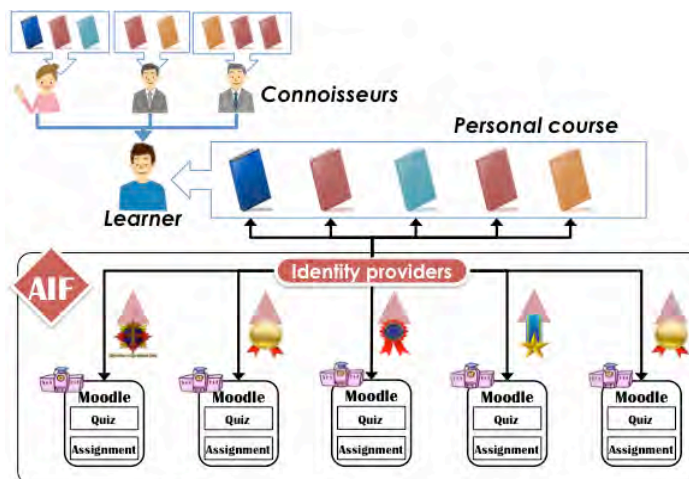 Connoisseurs
Personal course
Learner
Identity providers
AIF
Moodle
Quiz
Assignment
Moodle
Quiz
Assignment
Moodle
Quiz
Assignment
Moodle
Quiz
Assignment
Moodle
Quiz
Assignment